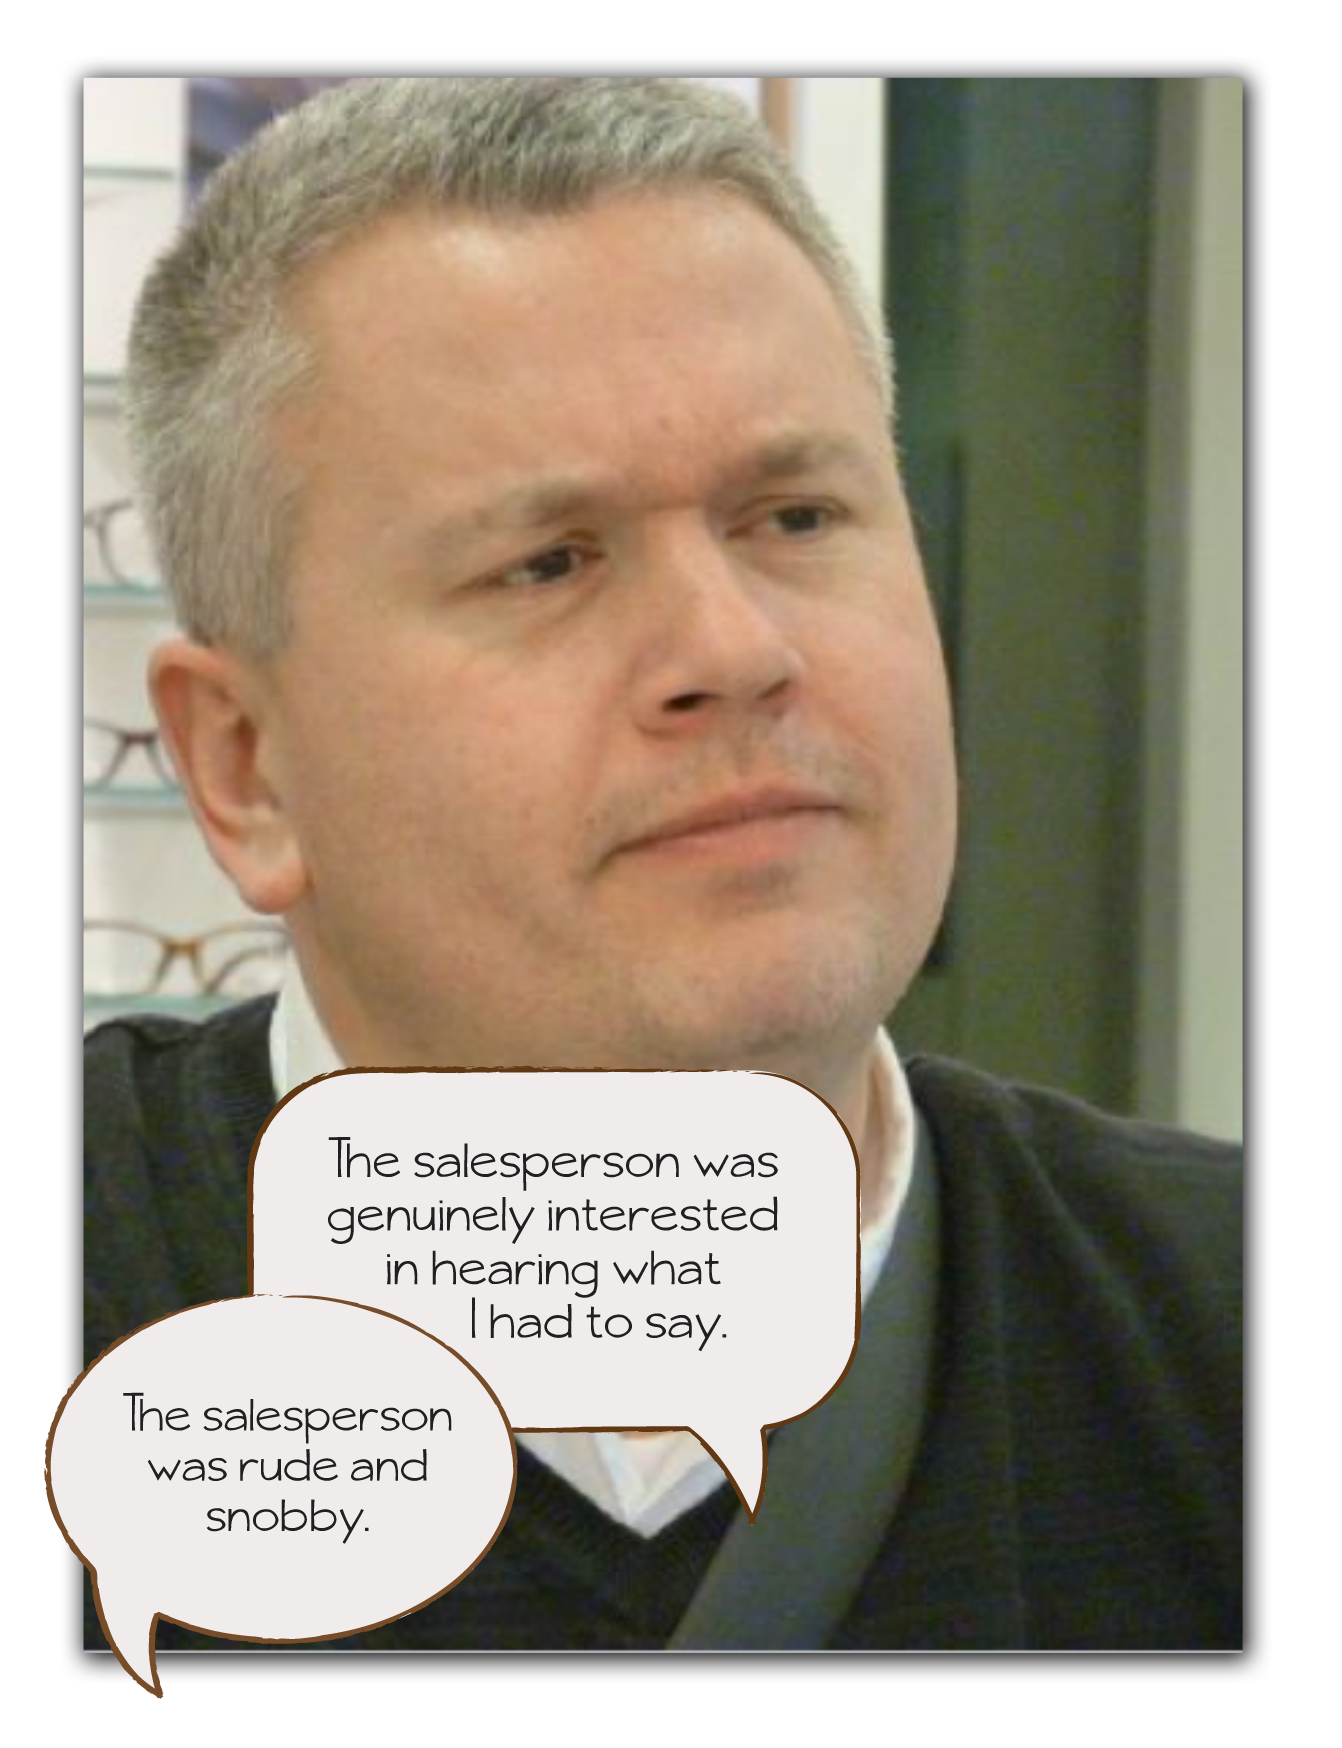 The salesperson was
genuinely interested
in hearing what
I had to say.
The salesperson
was rude and
snobby.